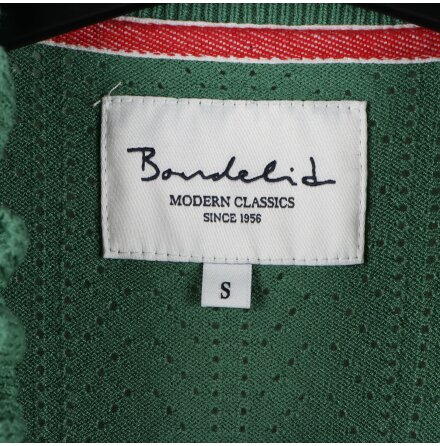 Bondelid
MODERN CLASSICS
SINCE 1956
S